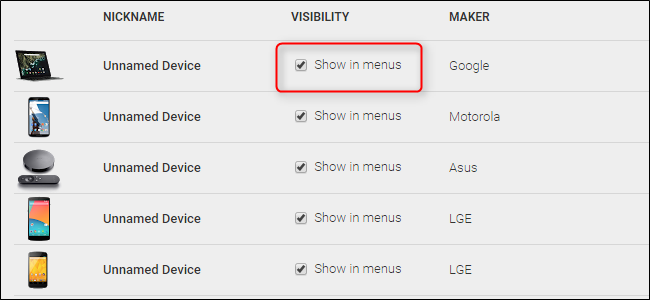 NICKNAME VISIBILITY MAKER
Unnamed Device Show in menus Google
Unnamed Device Show in menus Motorola
Unnamed Device Show in menus Asus
Unnamed Device Show in menus LGE
Unnamed Device Show in menus LGE